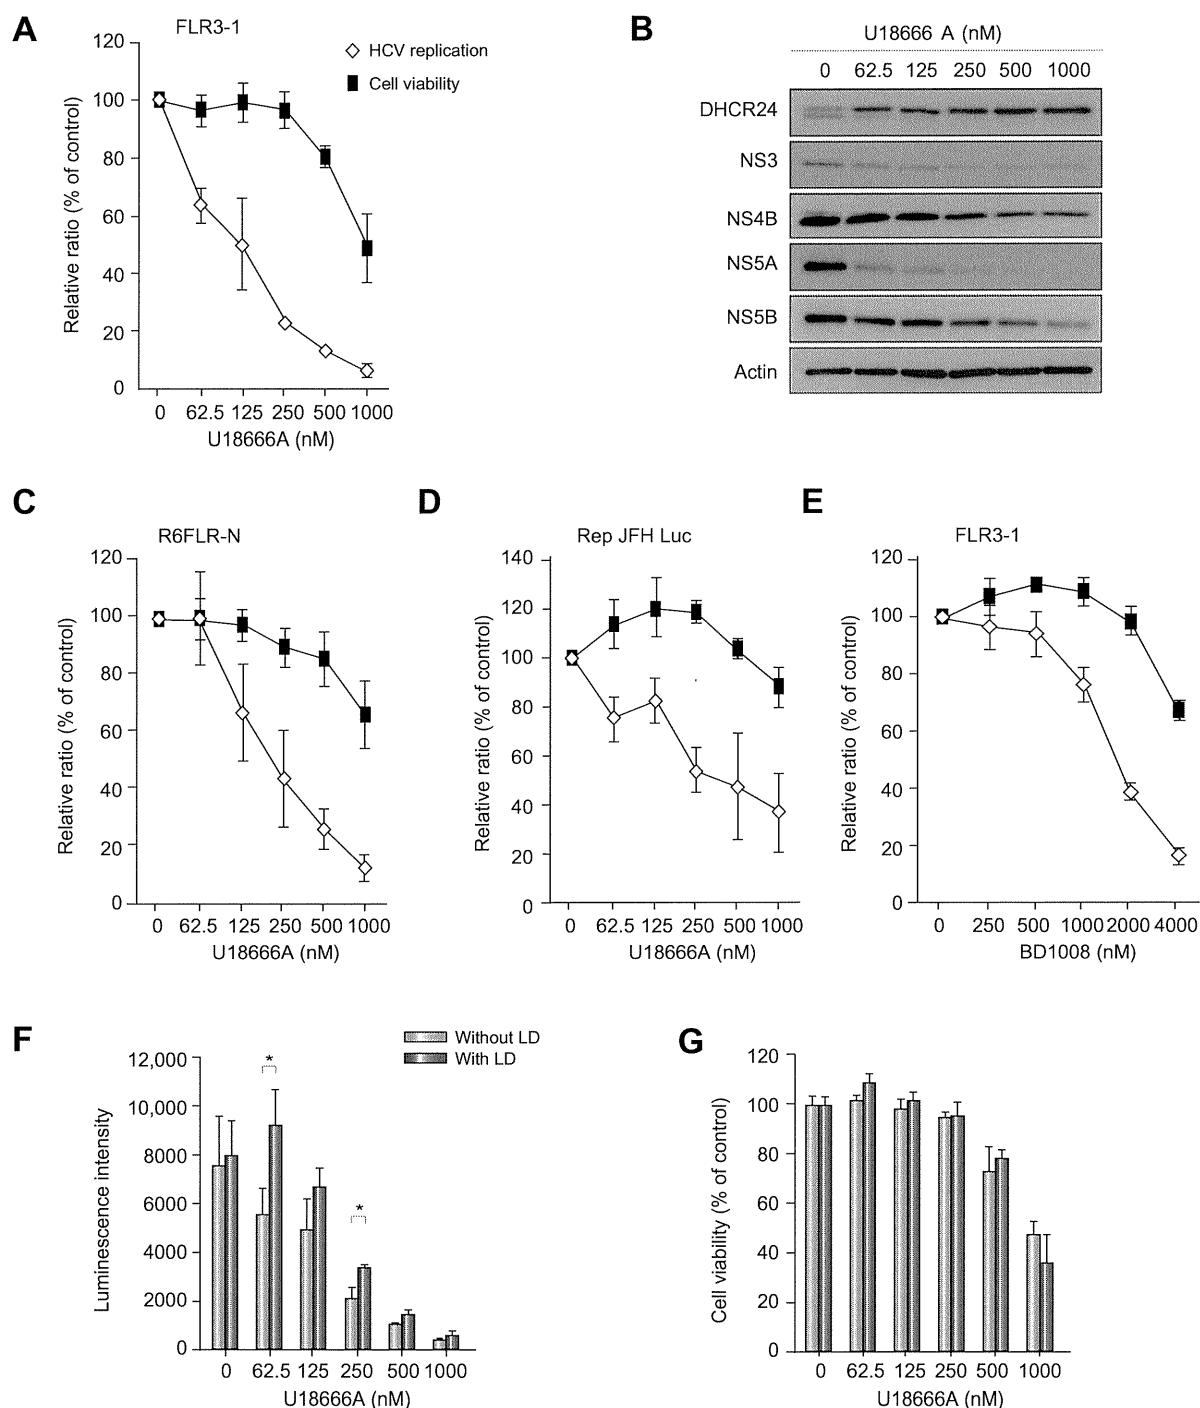 A
FLR3-1
HCV replication
Cell viability
Relative ratio (% of control)
120
100
80
60
40
20
0
0 62.5 125 250 500 1000
U18666A (nM)
B
U18666 A (nM)
0 62.5 125 250 500 1000
DHCR24
NS3
NS4B
NS5A
NS5B
Actin
C
R6FLR-N
Relative ratio (% of control)
120
100
80
60
40
20
0
0 62.5 125 250 500 1000
U18666A (nM)
D
Rep JFH Luc
Relative ratio (% of control)
140
120
100
80
60
40
20
0
0 62.5 125 250 500 1000
U18666A (nM)
E
FLR3-1
Relative ratio (% of control)
120
100
80
60
40
20
0
0 250 500 1000 2000 4000
BD1008 (nM)
F
Without LD
With LD
Luminescence intensity
12,000
10,000
8000
6000
4000
2000
0
*
*
0 62.5 125 250 500 1000
U18666A (nM)
G
Cell viability (% of control)
120
100
80
60
40
20
0
0 62.5 125 250 500 1000
U18666A (nM)